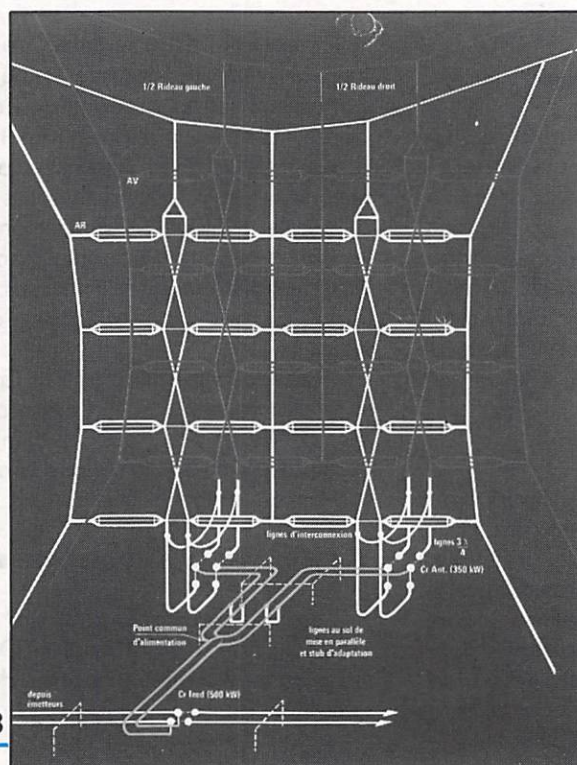 1/2 Rideau gauche
1/2 Rideau droit
AV
AR
lignes d'interconnexion
lignes 3 λ
4
Cr Ant. (350 kW)
Point commun
d'alimentation
lignes au sol de
mise en parallèle
et stub d'adaptation
depuis
émetteurs
Cr Feed (500 kW)